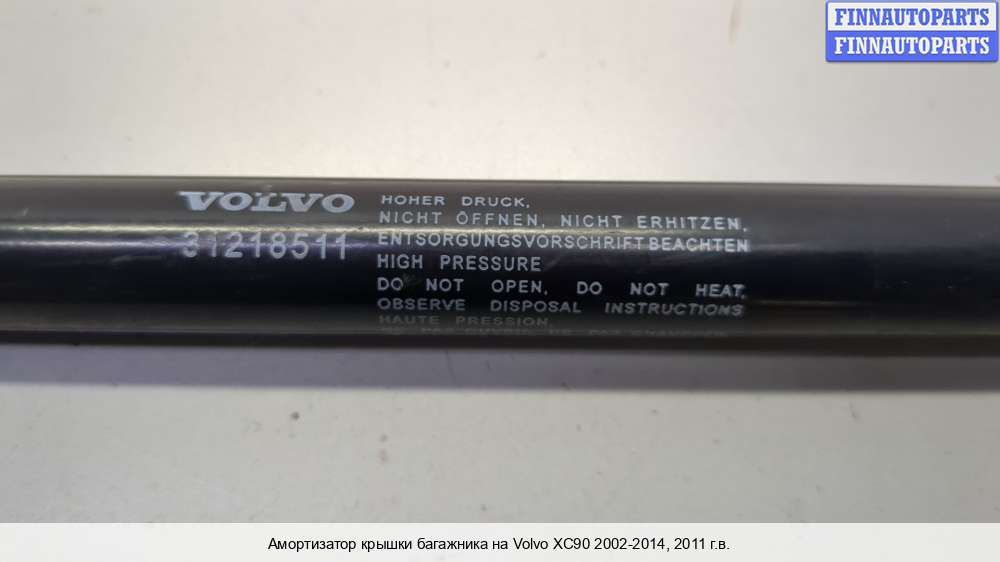 FINNAUTOPARTS
FINNAUTOPARTS
VOLVO
31218511
HOHER DRUCK,
NICHT ÖFFNEN, NICHT ERHITZEN,
ENTSORGUNGSVORSCHRIFT BEACHTEN
HIGH PRESSURE
DO NOT OPEN, DO NOT HEAT,
OBSERVE DISPOSAL INSTRUCTIONS
HAUTE PRESSION,
Амортизатор крышки багажника на Volvo XC90 2002-2014, 2011 г.в.